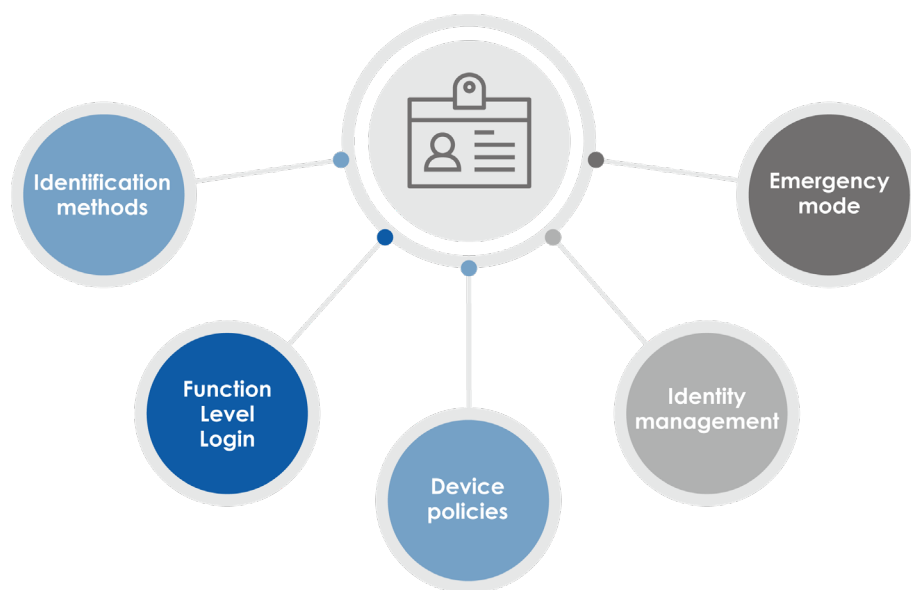 Identification
methods
Emergency
mode
Function
Level
Login
Identity
management
Device
policies